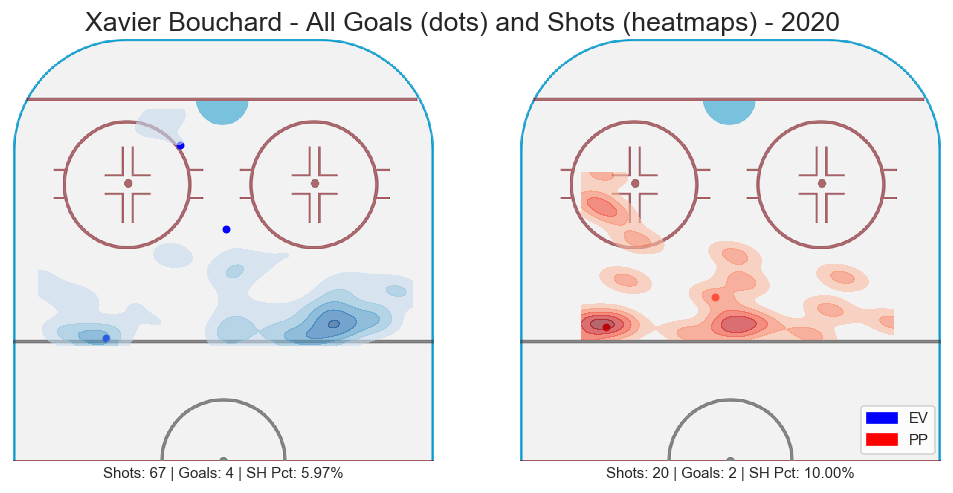 Xavier Bouchard - All Goals (dots) and Shots (heatmaps) - 2020
EV
PP
Shots: 67 | Goals: 4 | SH Pct: 5.97%
Shots: 20 | Goals: 2 | SH Pct: 10.00%